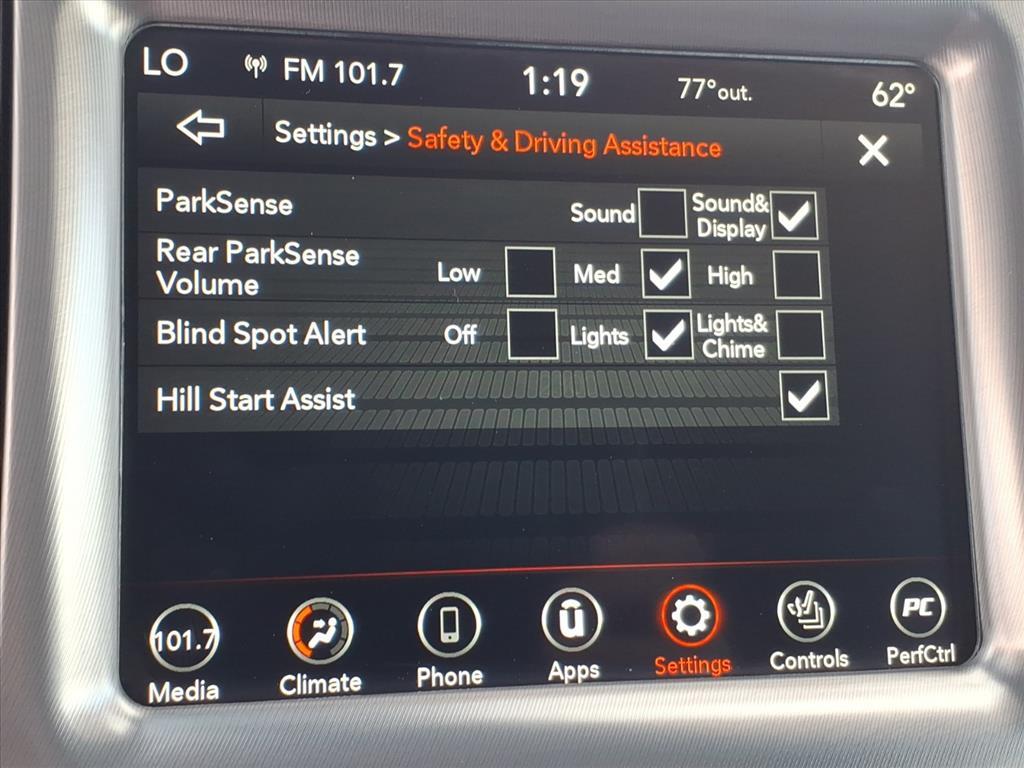 LO FM 101.7 1:19 77°out. 62°
Settings > Safety & Driving Assistance
ParkSense Sound Sound& Display
Rear ParkSense Volume Low Med High
Blind Spot Alert Off Lights Lights& Chime
Hill Start Assist
101.7 û PC
Media Climate Phone Apps Settings Controls PerfCtrl